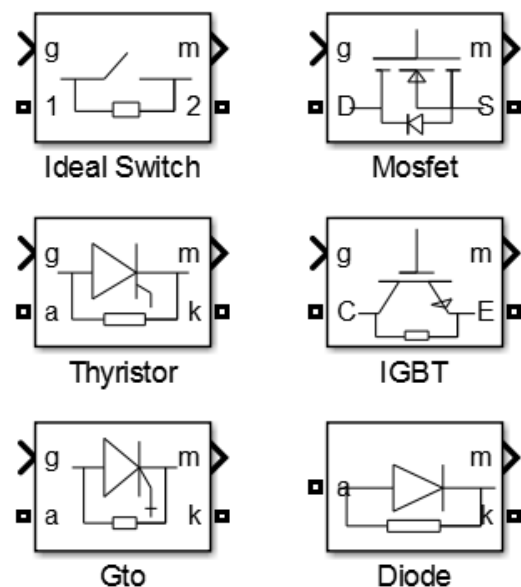 g m
1 2
Ideal Switch
g m
D S
Mosfet
g m
a k
Thyristor
g m
C E
IGBT
g m
a k
Gto
m
a k
Diode